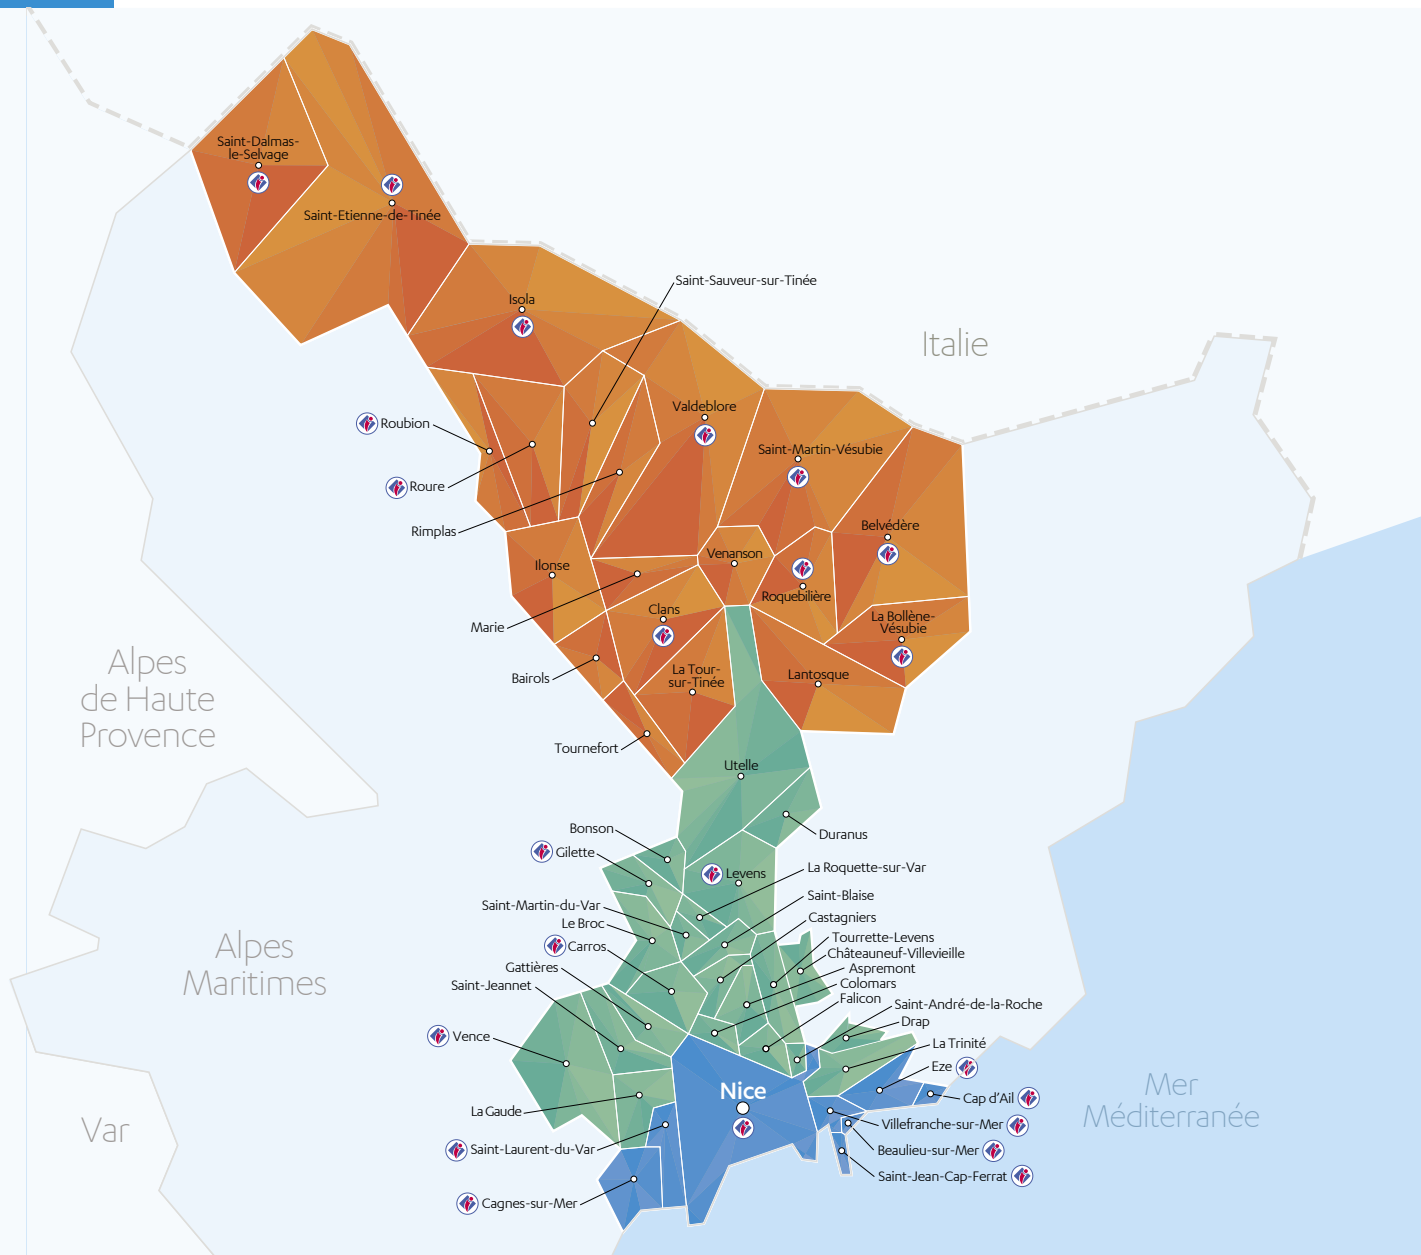 Saint-Dalmas-
le-Selvage
Saint-Etienne-de-Tinée
Saint-Sauveur-sur-Tinée
Isola
Italie
Valdeblore
Roubion
Saint-Martin-Vésubie
Roure
Belvédère
Rimplas
Venanson
Ilonse
Roquebilière
Clans
La Bollène-
Vésubie
Marie
Alpes
de Haute
Provence
La Tour-
sur-Tinée
Lantosque
Bairols
Tournefort
Utelle
Bonson
Duranus
Gilette
La Roquette-sur-Var
Levens
Saint-Blaise
Saint-Martin-du-Var
Castagniers
Le Broc
Tourrette-Levens
Alpes
Maritimes
Carros
Châteauneuf-Villevieille
Gattières
Aspremont
Saint-Jeannet
Colomars
Falicon
Saint-André-de-la-Roche
Drap
Vence
La Trinité
Eze
Mer
Méditerranée
Nice
Cap d'Ail
La Gaude
Villefranche-sur-Mer
Var
Saint-Laurent-du-Var
Beaulieu-sur-Mer
Saint-Jean-Cap-Ferrat
Cagnes-sur-Mer